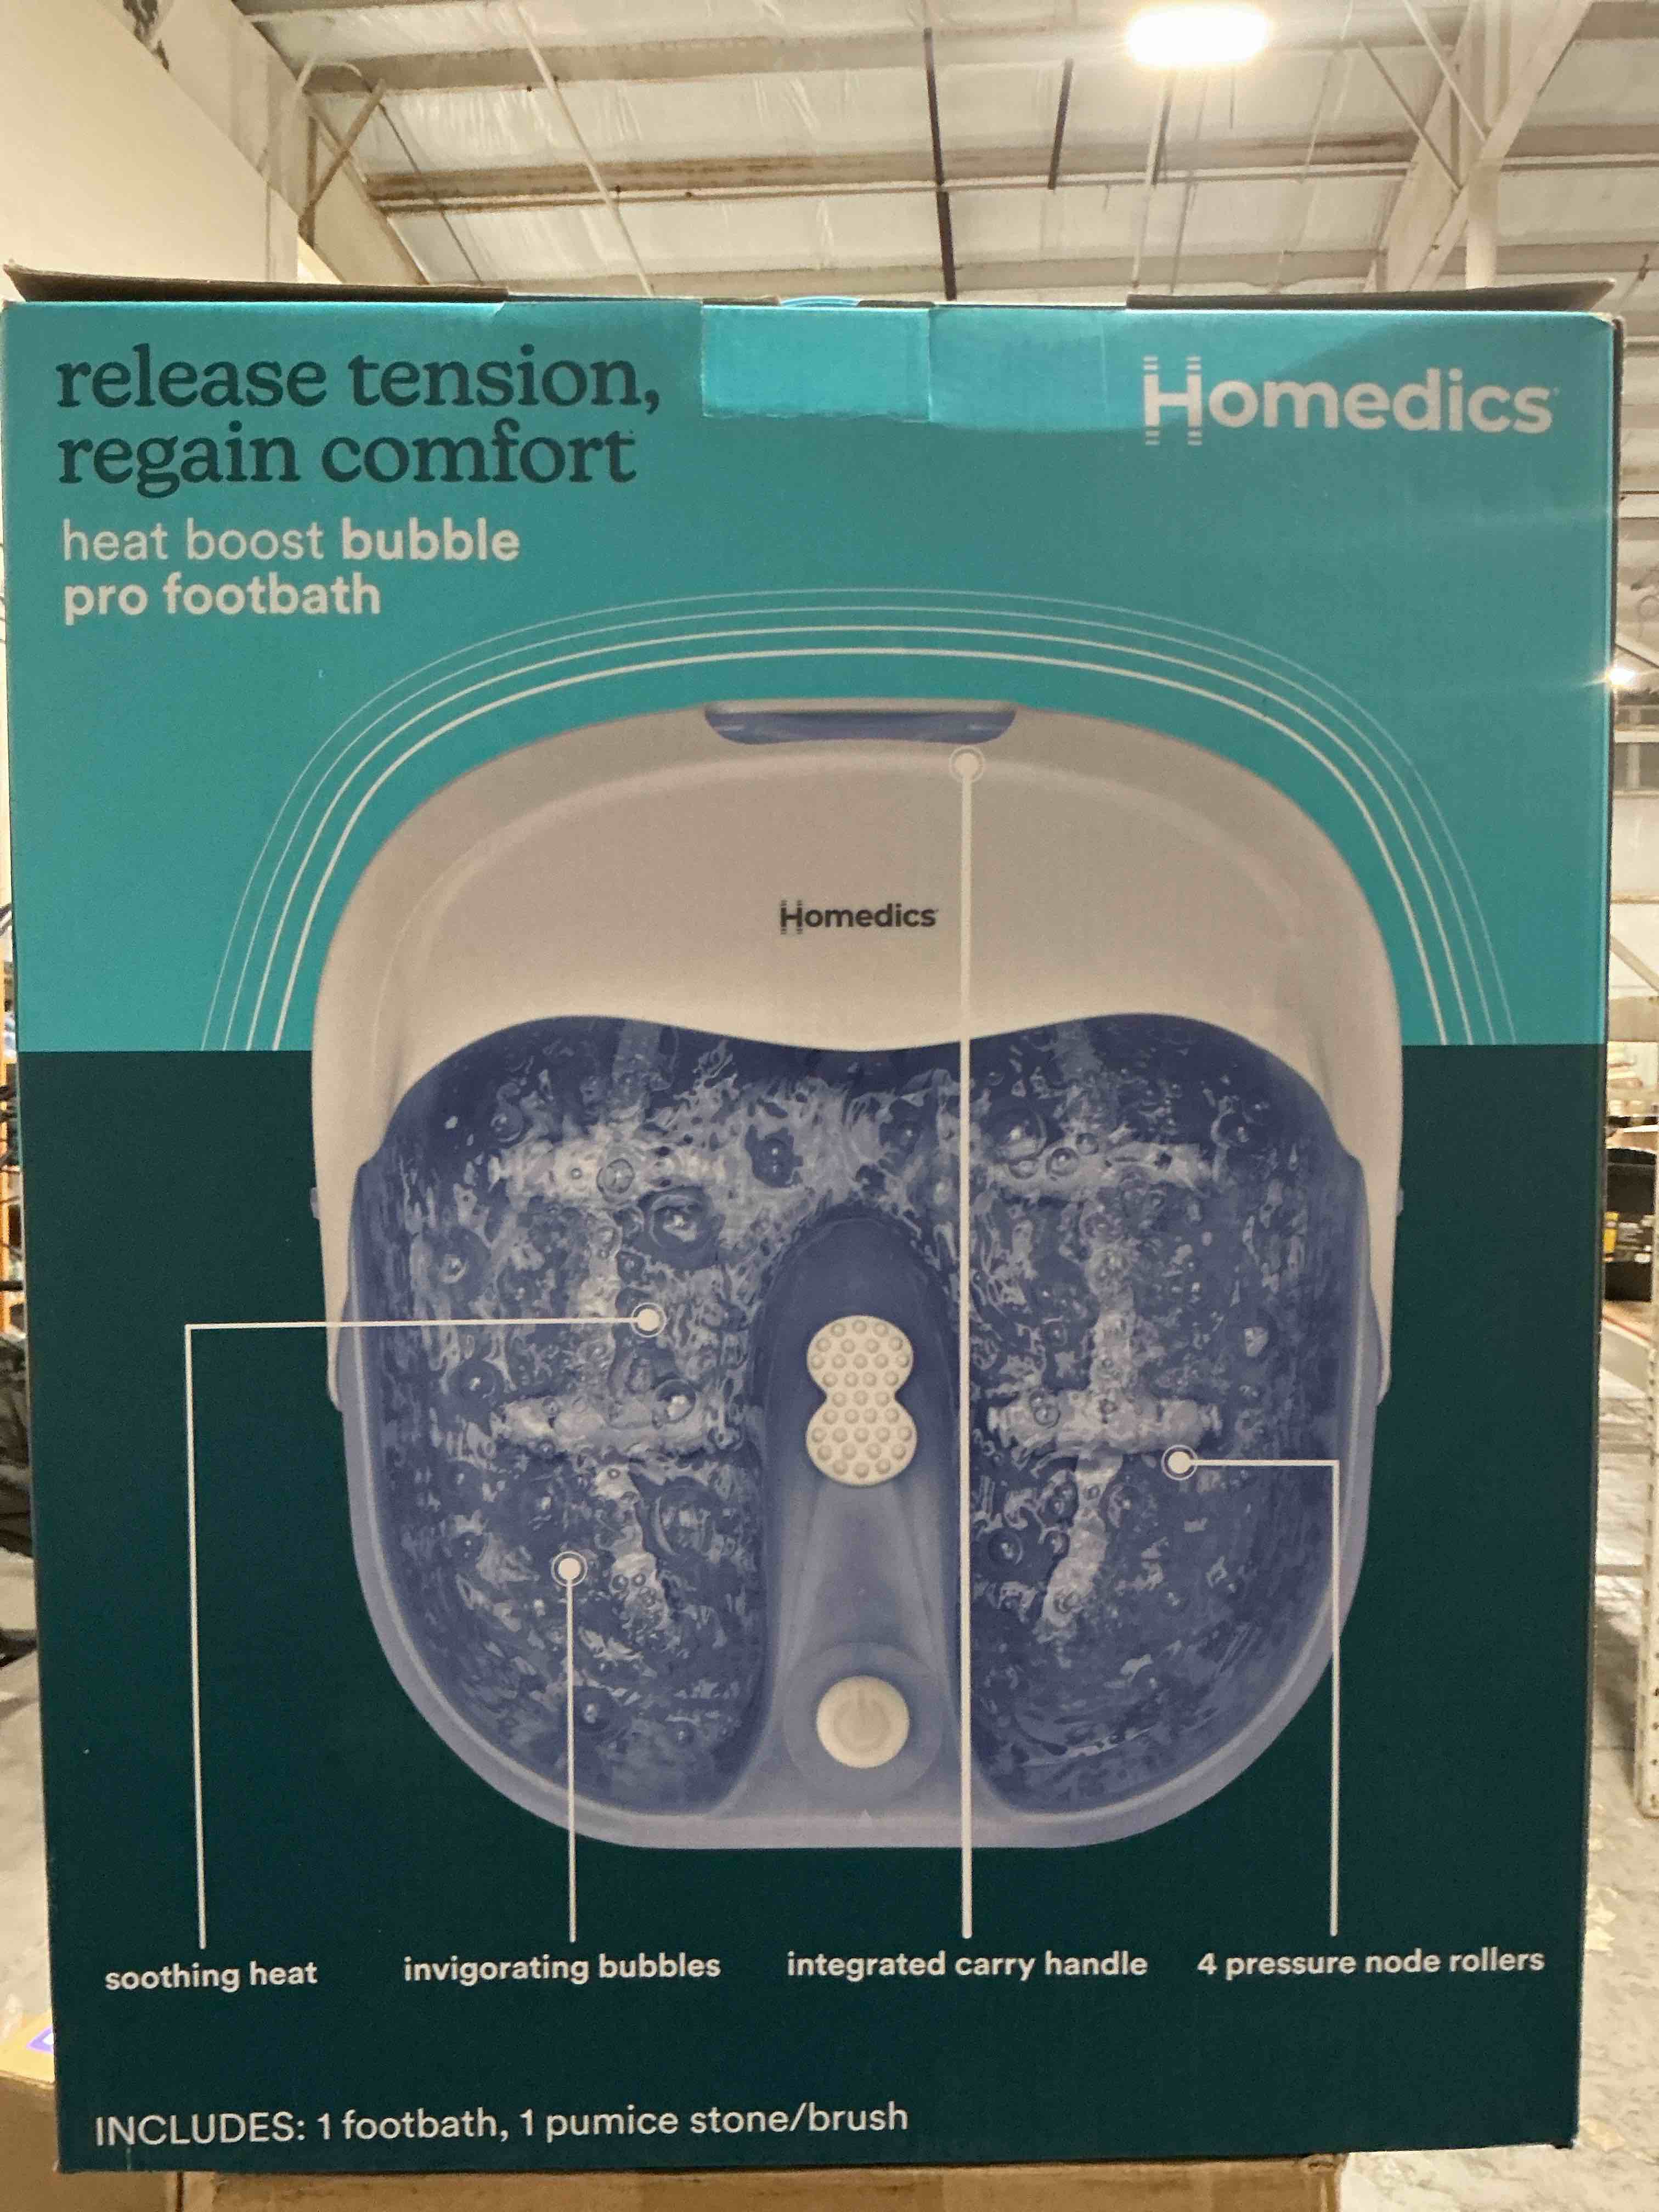 release tension,
regain comfort
Homedics
heat boost bubble
pro footbath
Homedics
soothing heat
invigorating bubbles
integrated carry handle
4 pressure node rollers
INCLUDES: 1 footbath, 1 pumice stone/brush